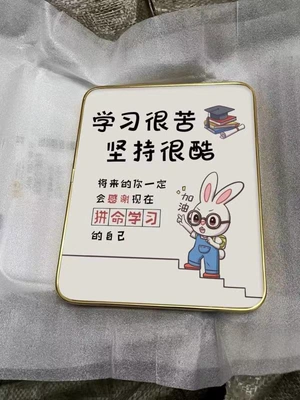 学习很苦
坚持很酷
将来的你一定
会感谢现在
拼命学习
的自己
加油